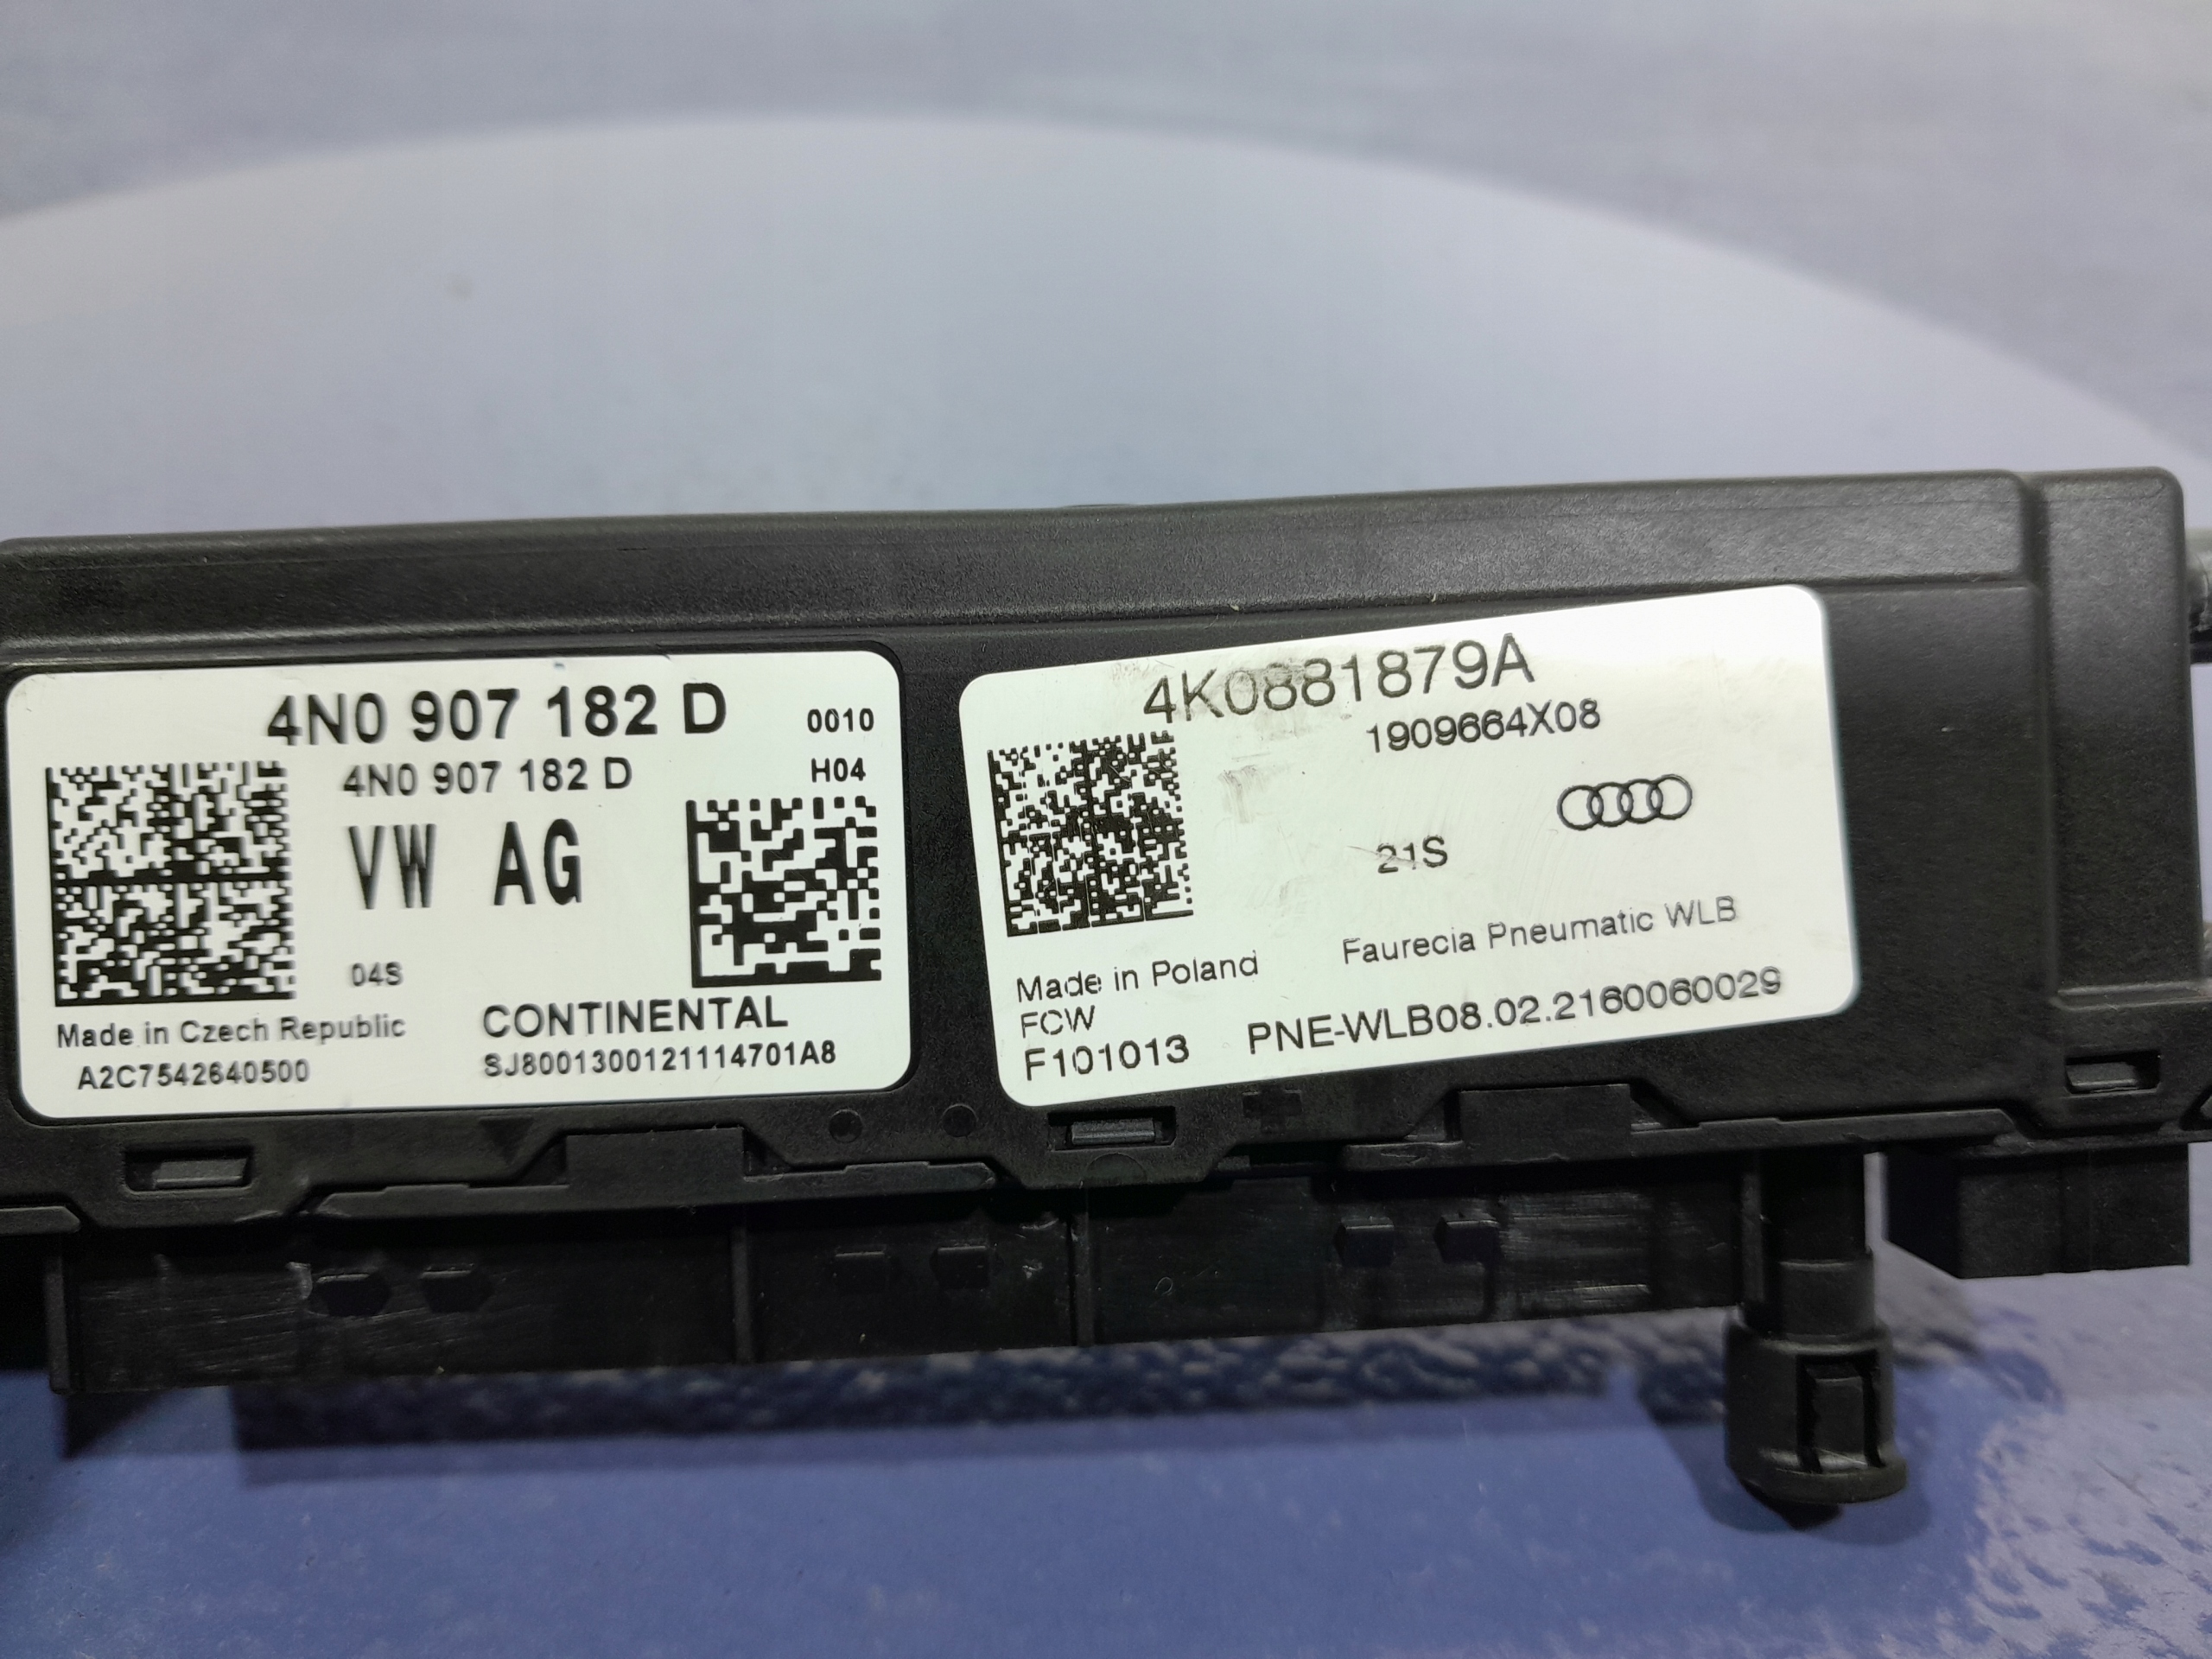 4N0 907 182 D
0010
4N0 907 182 D
H04
VW AG
04S
Made in Czech Republic
CONTINENTAL
A2C7542640500
SJ8001300121114701A8
4K0881879A
1909664X08
21S
Faurecia Pneumatic WLB
Made in Poland
FCW
F101013
PNE-WLB08.02.2160060029